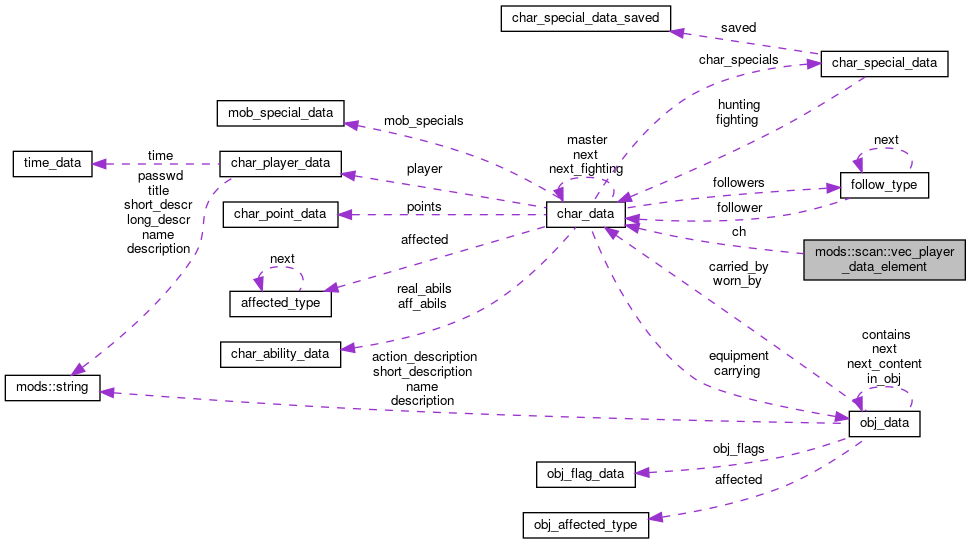 char_special_data_saved
saved
char_specials
char_special_data
hunting
fighting
mob_special_data
mob_specials
master
next
next_fighting
next
time_data
time
char_player_data
player
followers
follow_type
passwd
title
short_descr
long_descr
name
description
char_point_data
points
char_data
follower
ch
mods::scan::vec_player
_data_element
affected
next
carried_by
worn_by
affected_type
real_abils
aff_abils
char_ability_data
contains
next
next_content
in_obj
equipment
carrying
action_description
short_description
name
description
mods::string
obj_data
obj_flags
obj_flag_data
affected
obj_affected_type